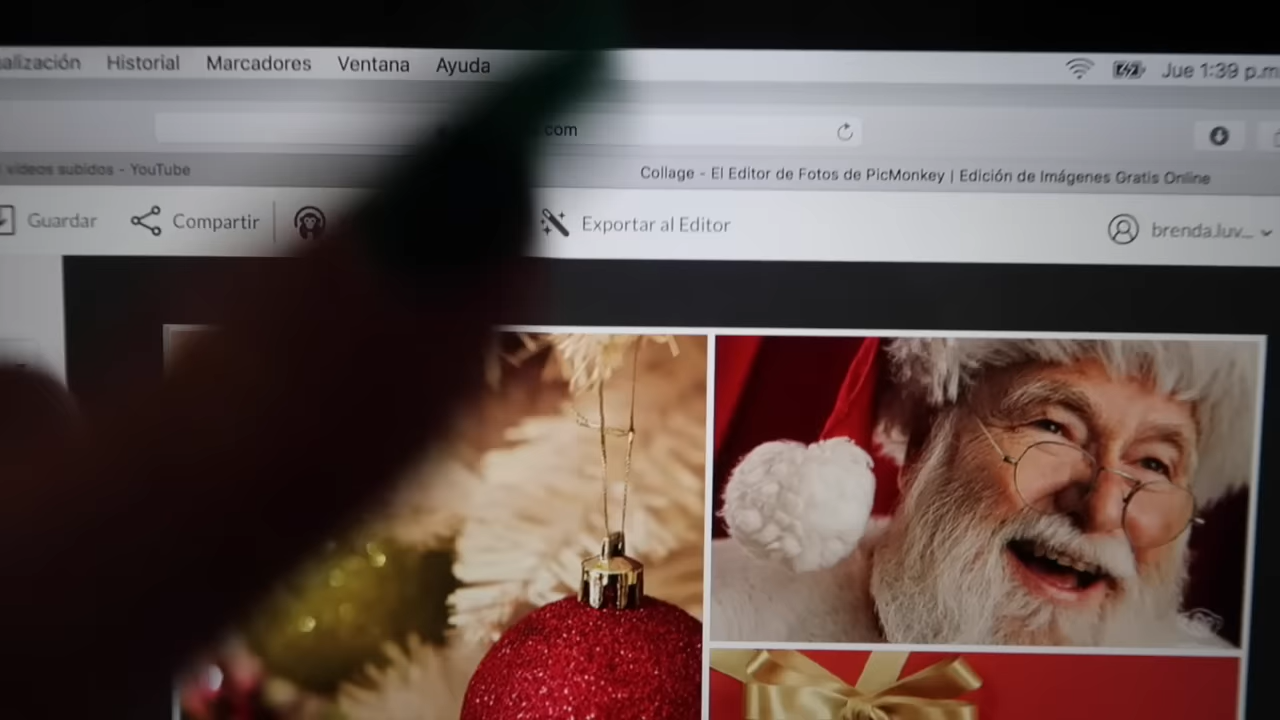 alización Historial Marcadores Ventana Ayuda Jue 1:39 p.m
.com
videos subidos - YouTube Collage - El Editor de Fotos de PicMonkey | Edición de Imágenes Gratis Online
Guardar Compartir Exportar al Editor brenda.luv...